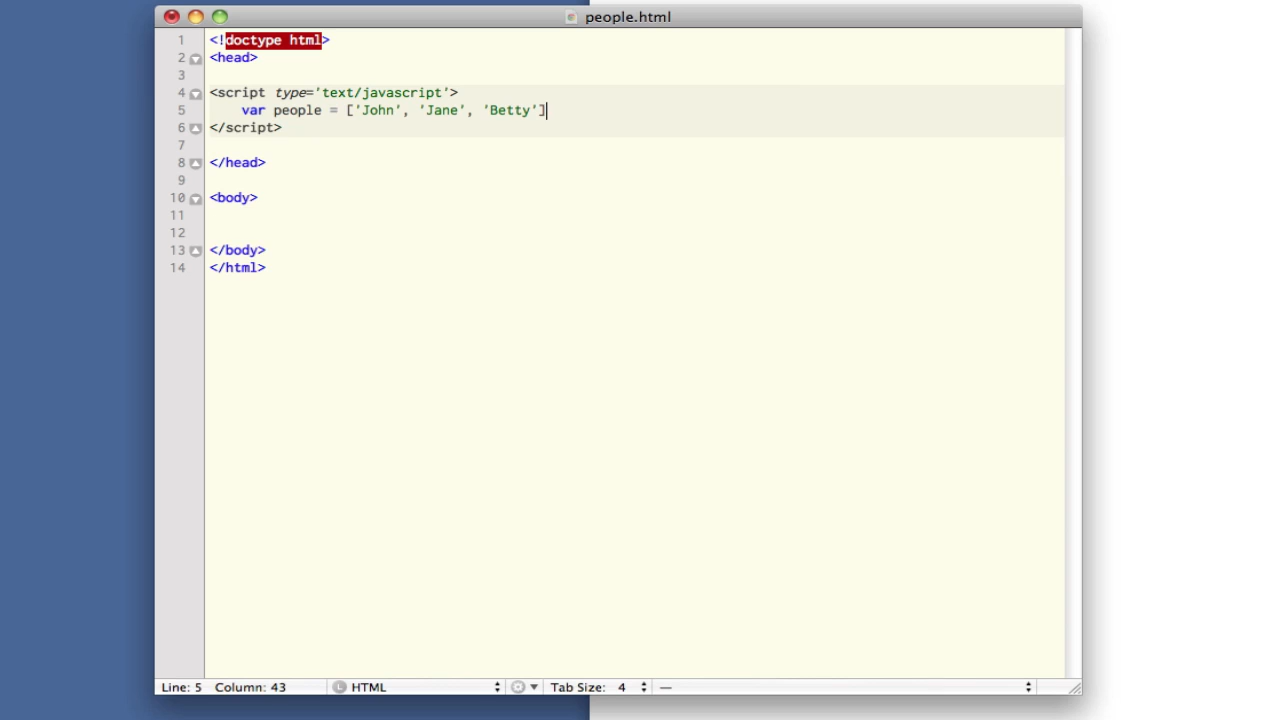 people.html
1 <!doctype html>
2 <head>
3
4 <script type='text/javascript'>
5 var people = ['John', 'Jane', 'Betty']
6 </script>
7
8 </head>
9
10 <body>
11
12
13 </body>
14 </html>
Line: 5 Column: 43 L HTML Tab Size: 4 —